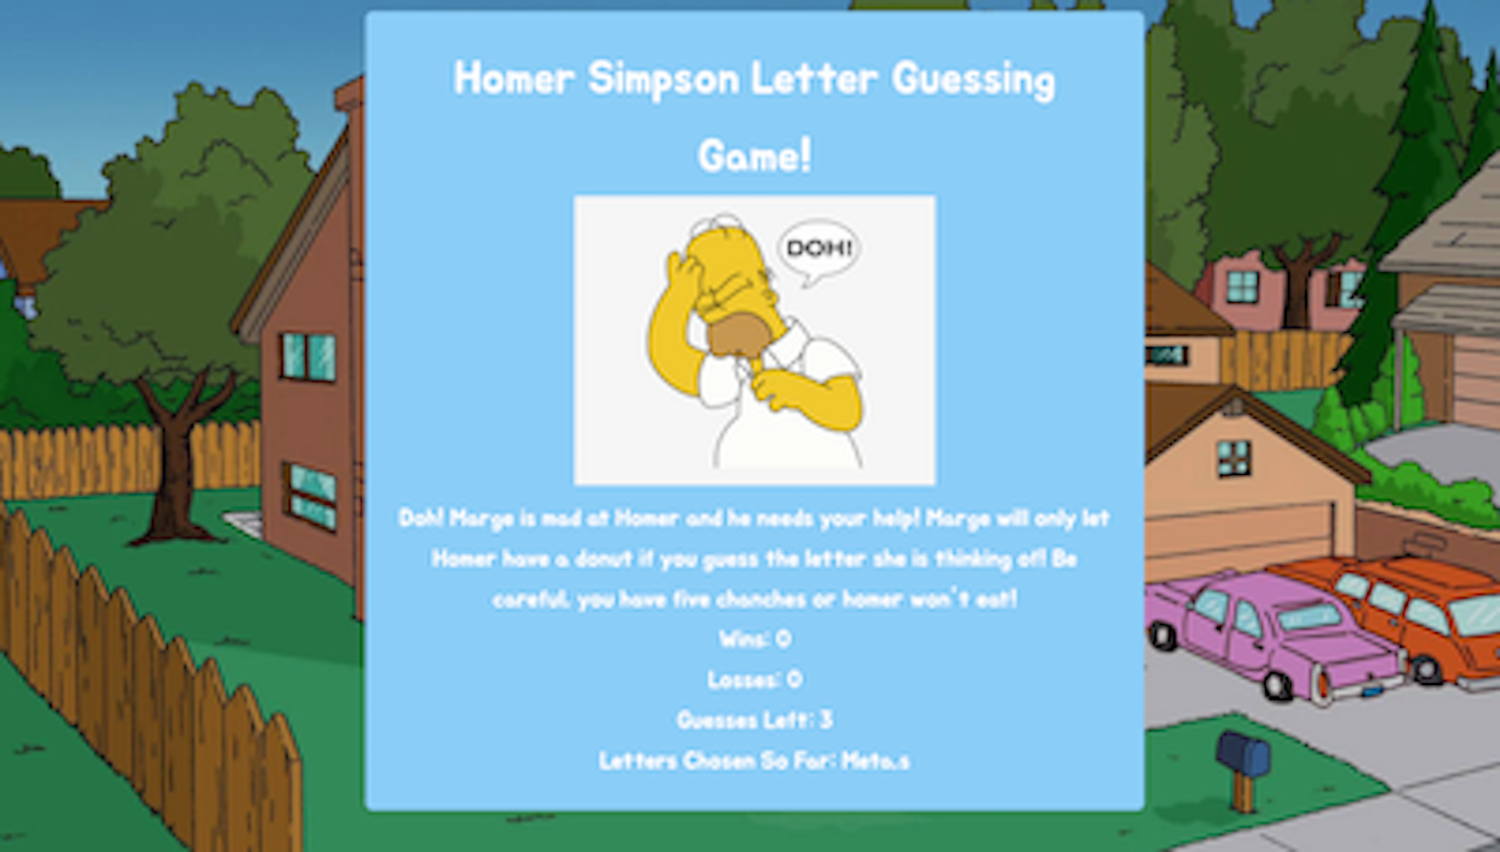 Homer Simpson Letter Guessing
Game!
DOH!
Doh! Marge is mad at Homer and he needs your help! Marge will only let
Homer have a donut if you guess the letter she is thinking of! Be
careful, you have five chanches or homer won't eat!
Wins: 0
Losses: 0
Guesses Left: 3
Letters Chosen So Far: Meta,s